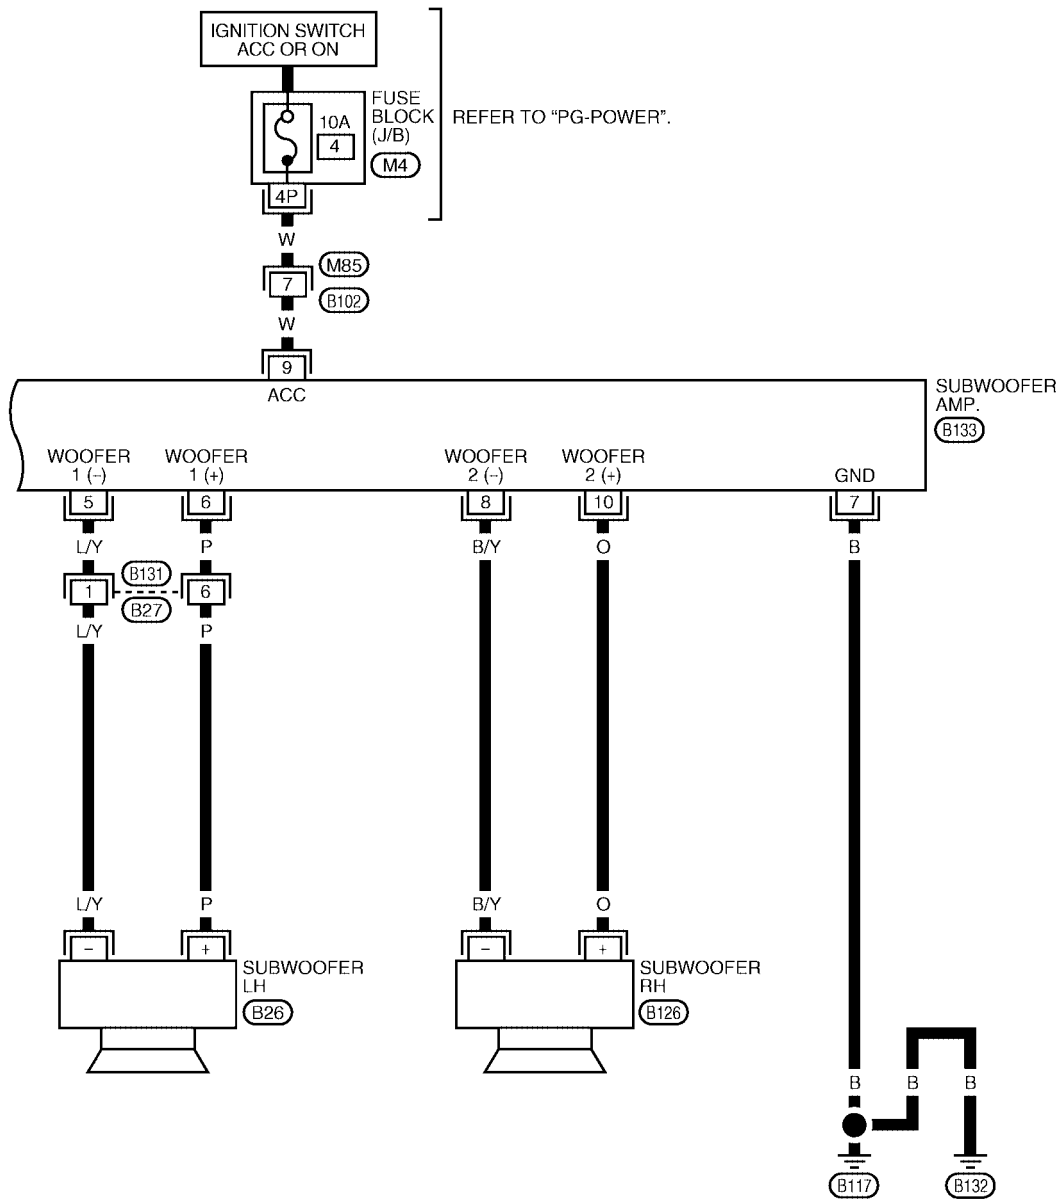 IGNITION SWITCH
ACC OR ON
FUSE
BLOCK
(J/B)
M4
10A
4
REFER TO “PG-POWER”.
4P
W
M85
7
B102
W
9
ACC
SUBWOOFER
AMP.
B133
WOOFER
1 (–)
WOOFER
1 (+)
WOOFER
2 (–)
WOOFER
2 (+)
GND
5
6
8
10
7
L/Y
P
B/Y
O
B
B131
1
6
B27
L/Y
P
L/Y
P
B/Y
O
–
+
–
+
SUBWOOFER
LH
B26
SUBWOOFER
RH
B126
B
B
B
B117
B132